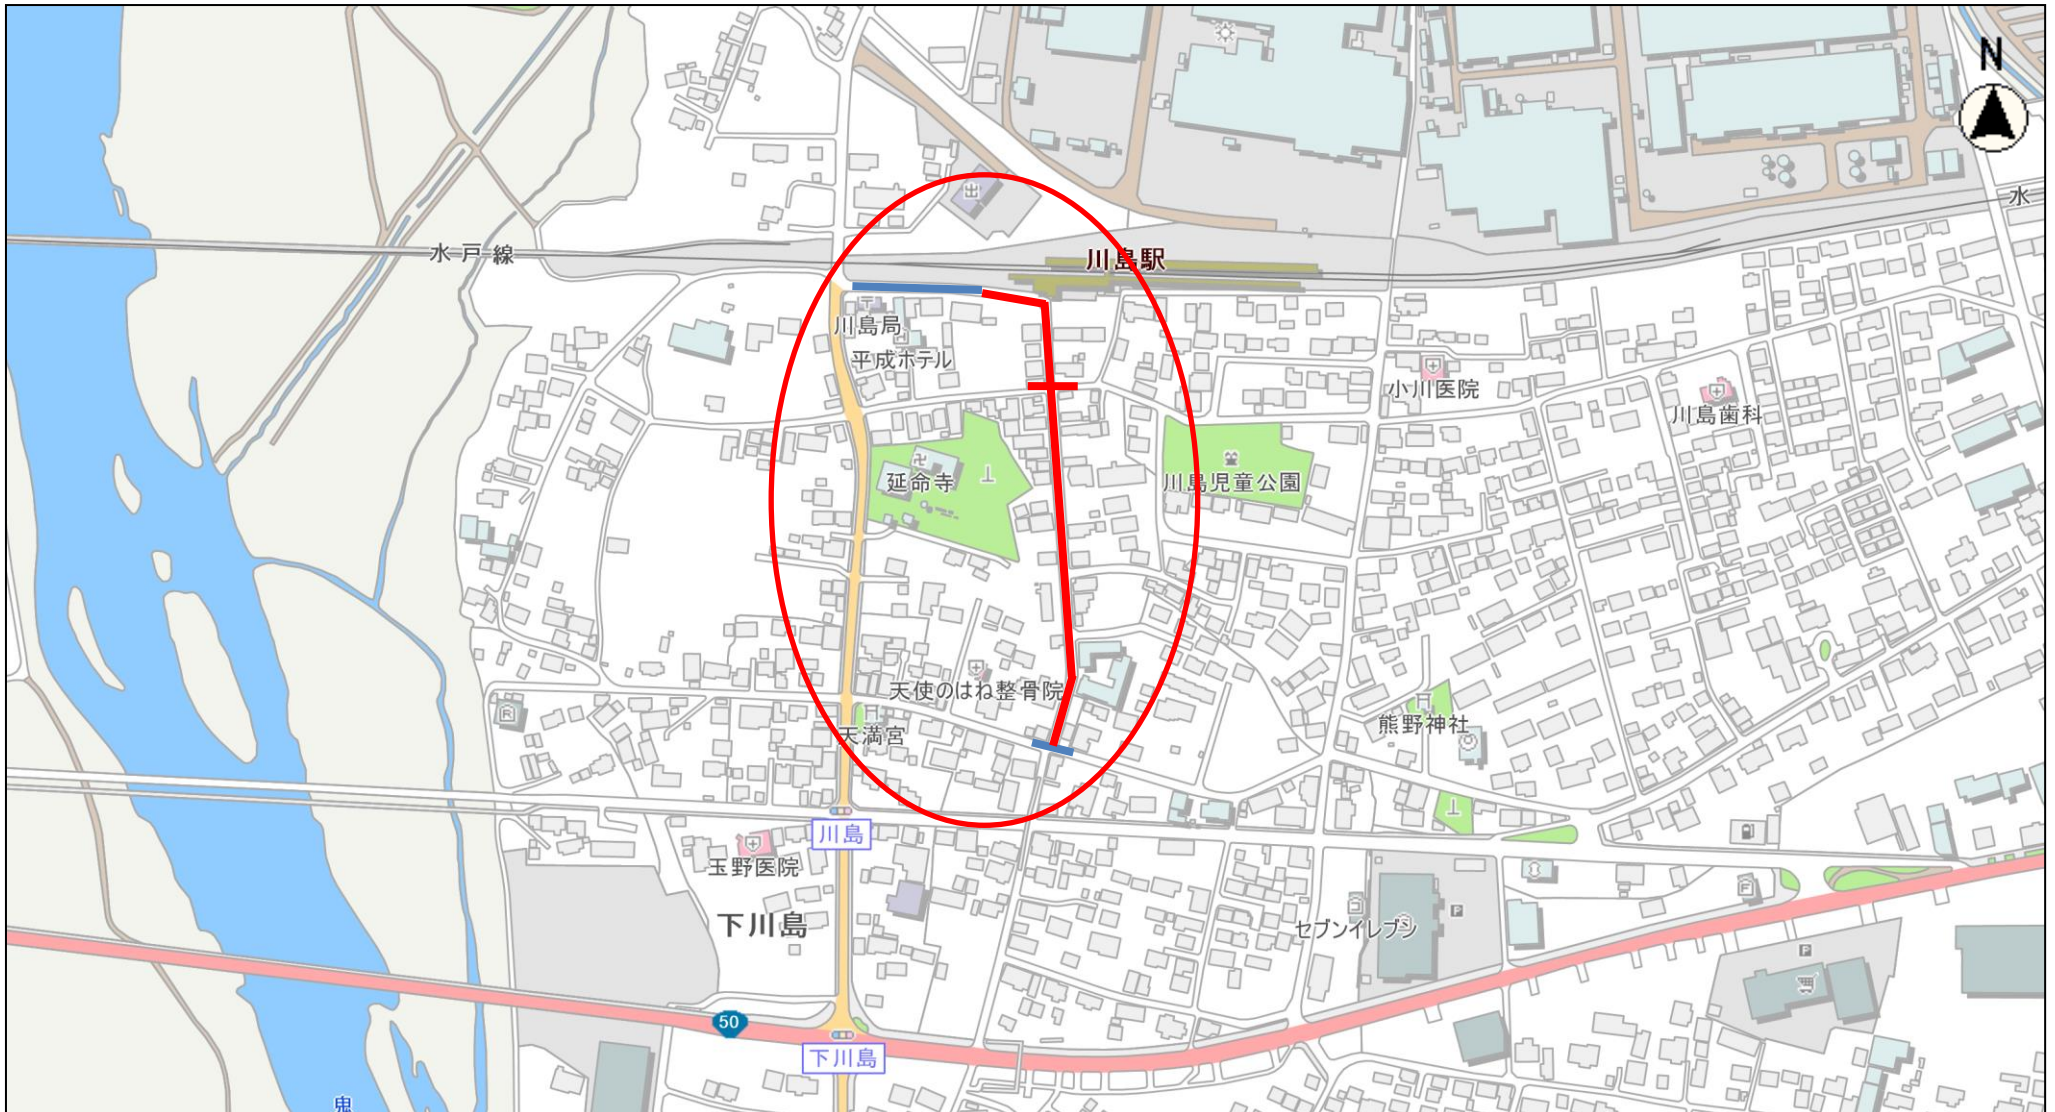 N
水
水戸線
川島駅
川島局
平成ホテル
小川医院
川島歯科
延命寺
川島児童公園
天使のはね整骨院
天満宮
熊野神社
R
川島
玉野医院
下川島
セブンイレブン
P
F
P
50
下川島
鬼